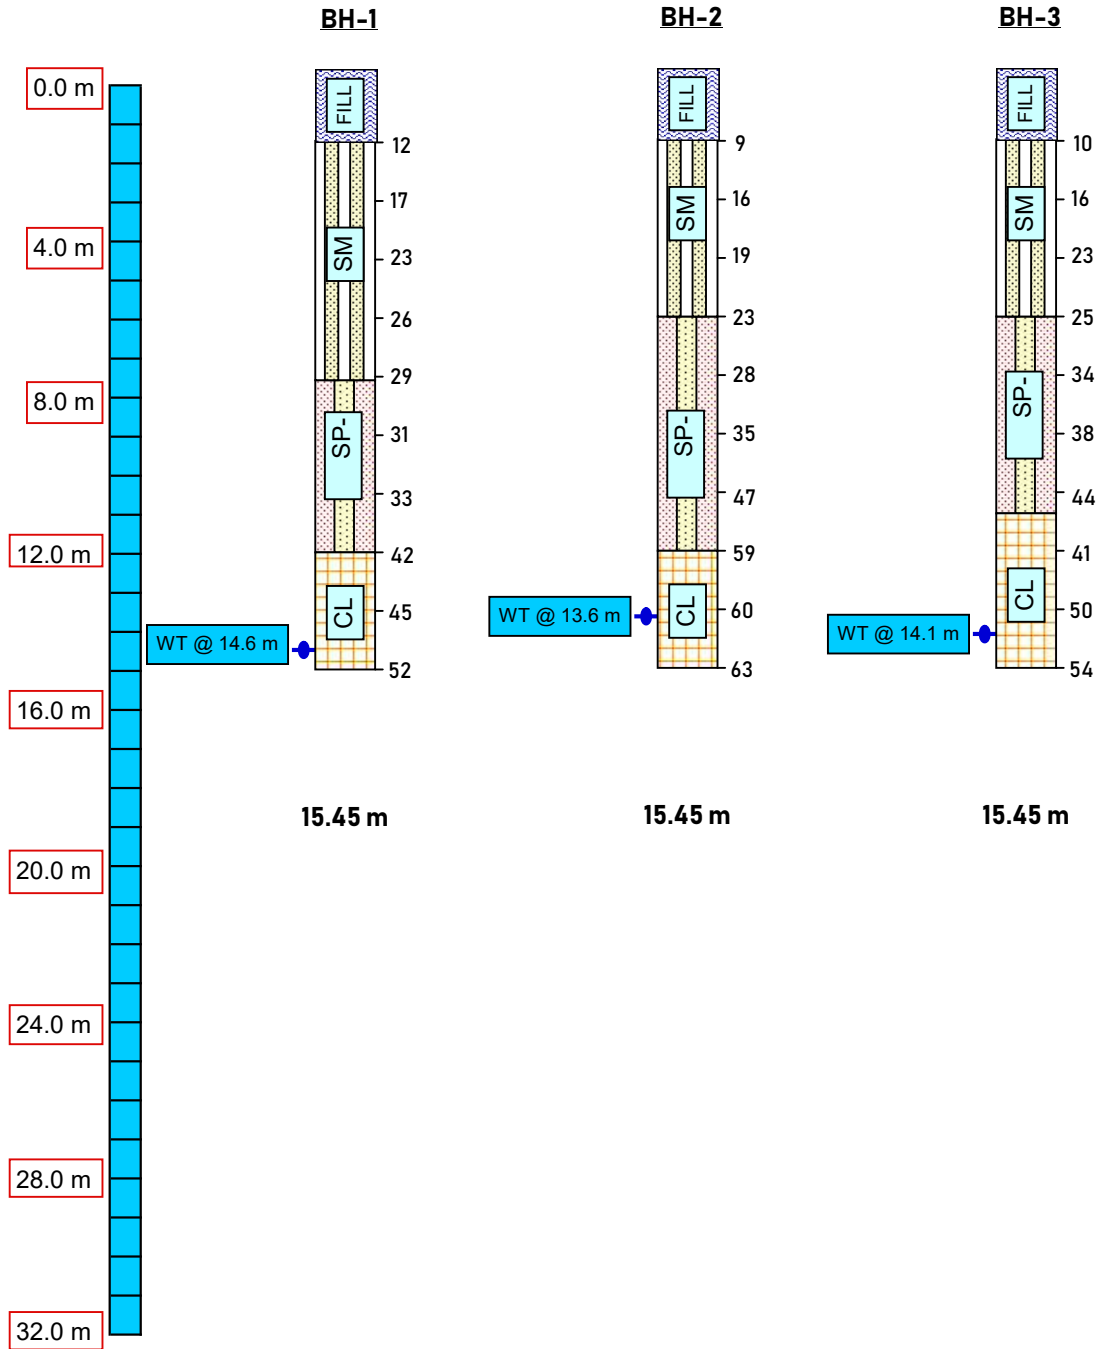 BH-1
BH-2
BH-3
0.0 m
4.0 m
8.0 m
12.0 m
16.0 m
20.0 m
24.0 m
28.0 m
32.0 m
FILL
12
17
SM
23
26
29
SP-
31
33
42
CL
45
52
WT @ 14.6 m
15.45 m
FILL
9
SM
16
19
23
28
SP-
35
47
59
CL
60
63
WT @ 13.6 m
15.45 m
FILL
10
SM
16
23
25
34
SP-
38
44
41
CL
50
54
WT @ 14.1 m
15.45 m